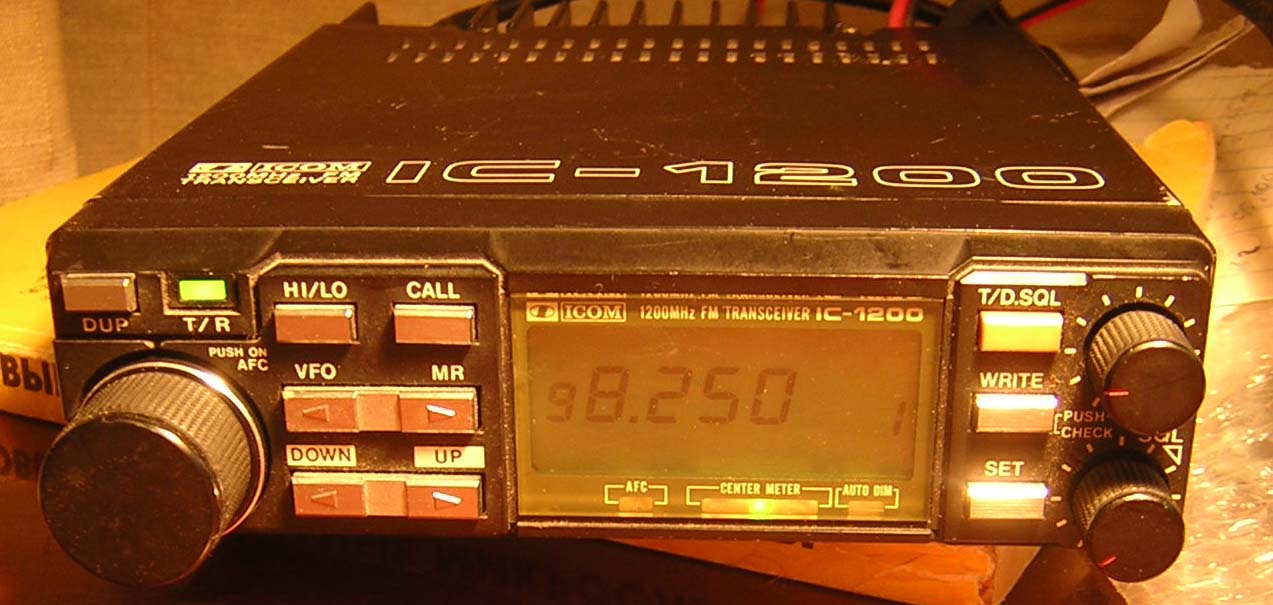 ICOM
1200MHz FM
TRANSCEIVER
IC-1200
DUP
T/R
HI/LO
CALL
PUSH ON
AFC
VFO
MR
DOWN
UP
ICOM 1200MHz FM TRANSCEIVER IC-1200
98.250
1
AFC
CENTER METER
AUTO DIM
T/D.SQL
WRITE
PUSH-
CHECK
SQL
SET